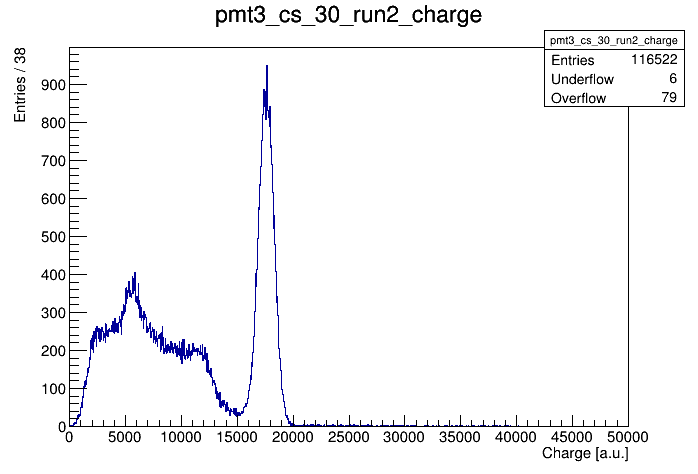 pmt3_cs_30_run2_charge
pmt3_cs_30_run2_charge
Entries 116522
Underflow 6
Overflow 79
Entries / 38
900
800
700
600
500
400
300
200
100
0
0 5000 10000 15000 20000 25000 30000 35000 40000 45000 50000
Charge [a.u.]